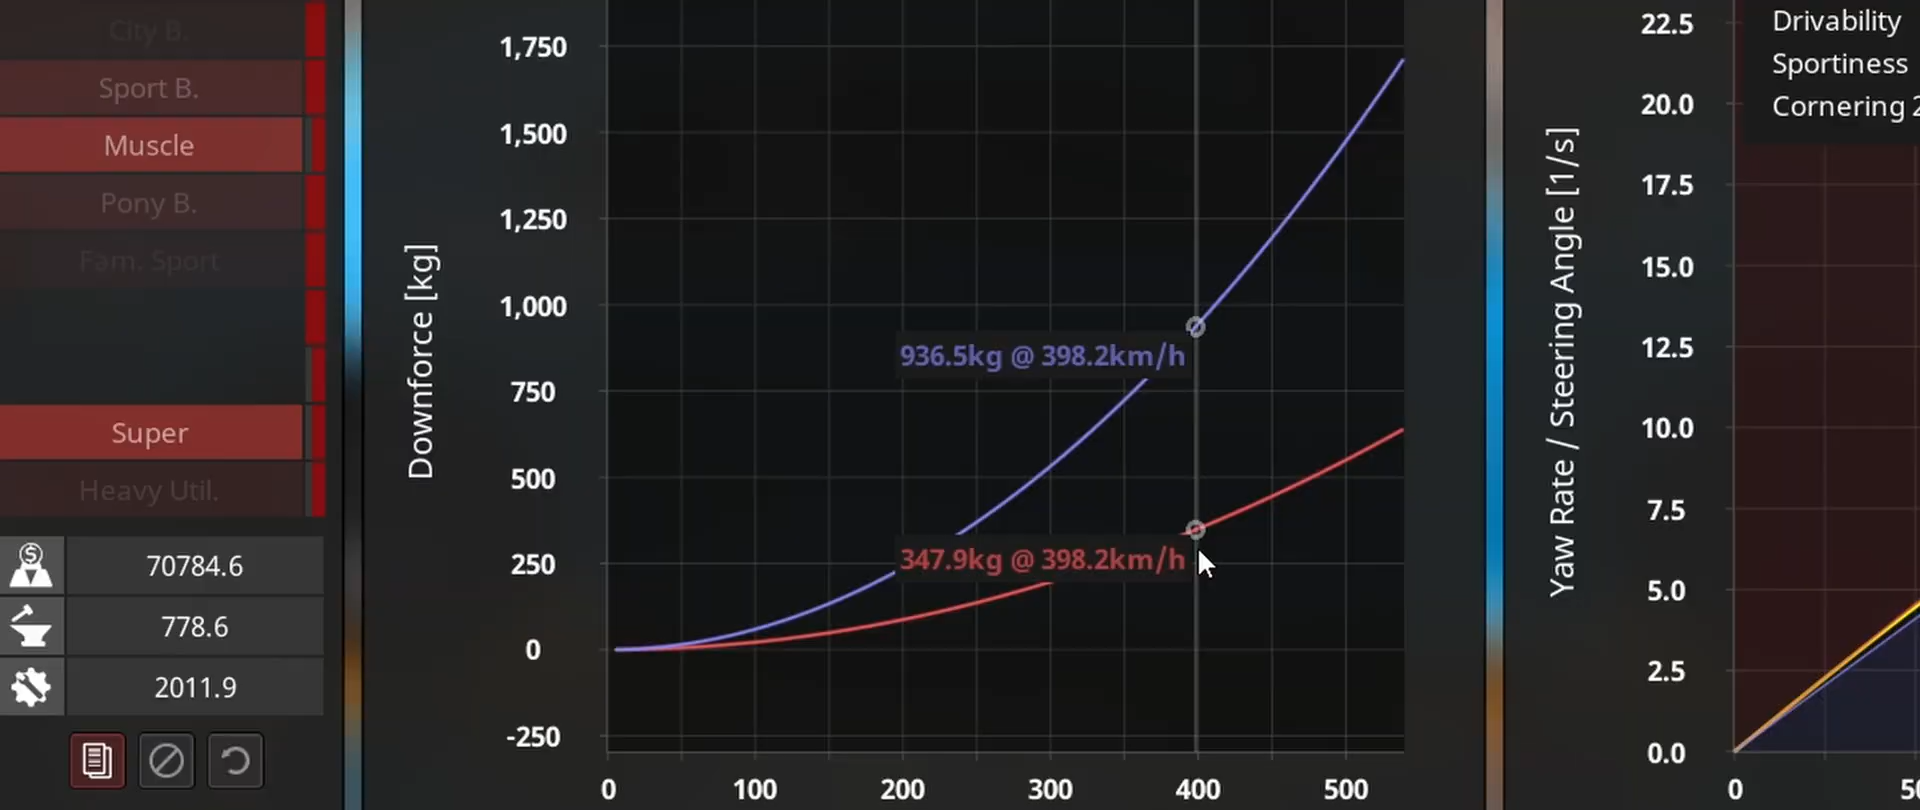 City B.
Sport B.
Muscle
Pony B.
Fam. Sport
Super
Heavy Util.
70784.6
778.6
2011.9
Downforce [kg]
1,750
1,500
1,250
1,000
750
500
250
0
-250
936.5kg @ 398.2km/h
347.9kg @ 398.2km/h
0 100 200 300 400 500
Yaw Rate / Steering Angle [1/s]
22.5
20.0
17.5
15.0
12.5
10.0
7.5
5.0
2.5
0.0
Drivability
Sportiness
Cornering 2
0